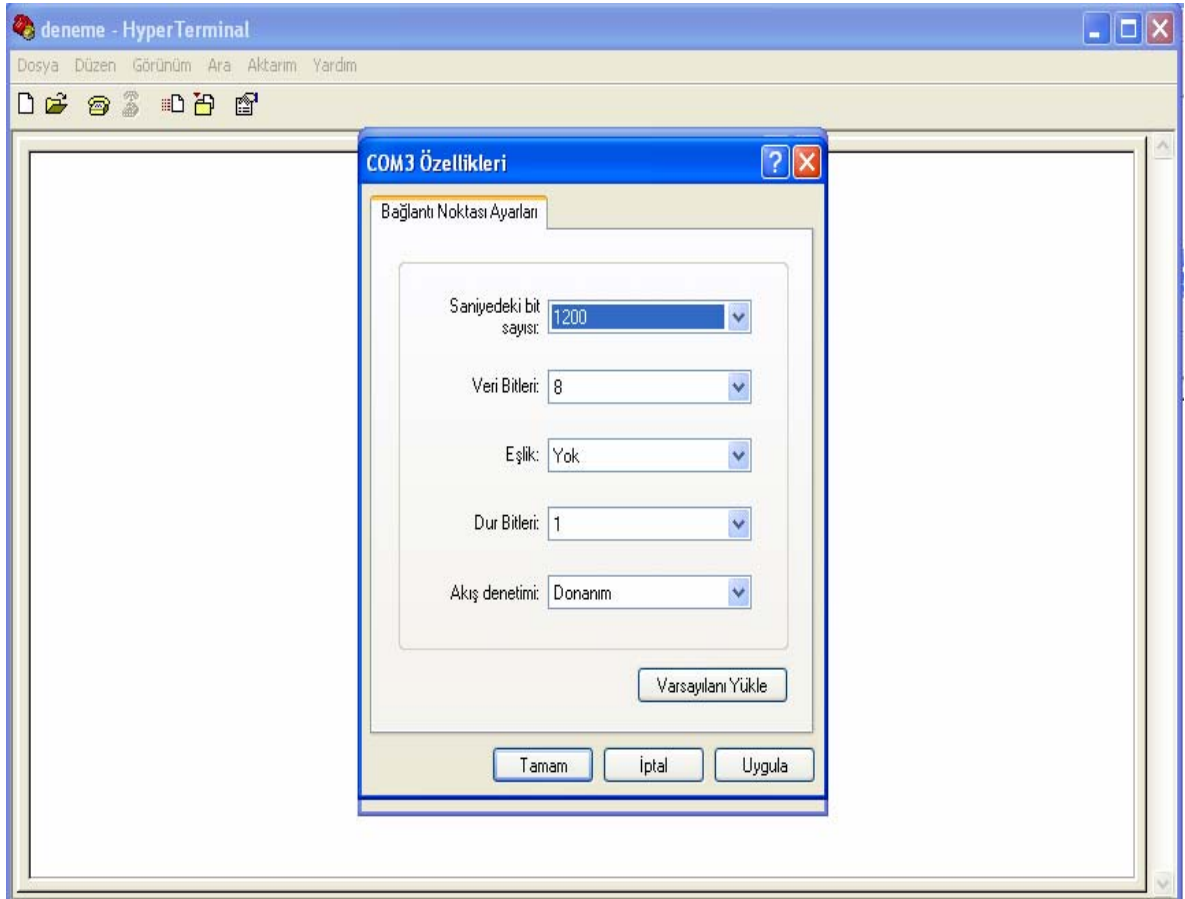 deneme - HyperTerminal
Dosya Düzen Görünüm Ara Aktarım Yardım
COM3 Özellikleri
Bağlantı Noktası Ayarları
Saniyedeki bit
sayısı:
1200
Veri Bitleri: 8
Eşlik: Yok
Dur Bitleri: 1
Akış denetimi: Donanım
Varsayılanı Yükle
Tamam İptal Uygula